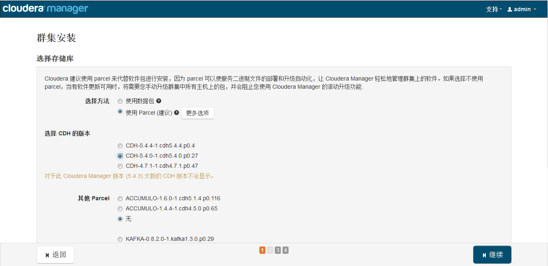 cloudera manager
支持
admin
群集安装
选择存储库
Cloudera 建议使用 parcel 来代替软件包进行安装，因为 parcel 可以使服务二进制文件的部署和升级自动化，让 Cloudera Manager 轻松地管理群集上的软件，如果选择不使用
parcel，当有软件更新可用时，将需要您手动升级群集中所有主机上的包，并会阻止您使用 Cloudera Manager 的滚动升级功能
选择方法
使用数据包
使用 Parcel (建议)
更多选项
选择 CDH 的版本
CDH-5.4.4-1.cdh5.4.4.p0.4
CDH-5.4.0-1.cdh5.4.0.p0.27
CDH-4.7.1-1.cdh4.7.1.p0.47
对于此 Cloudera Manager 版本 (5.4.3) 太新的 CDH 版本不会显示。
其他 Parcel
ACCUMULO-1.6.0-1.cdh5.1.4.p0.116
ACCUMULO-1.4.4-1.cdh4.5.0.p0.65
无
KAFKA-0.8.2.0-1.kafka1.3.0.p0.29
返回
1 2 3 4
继续